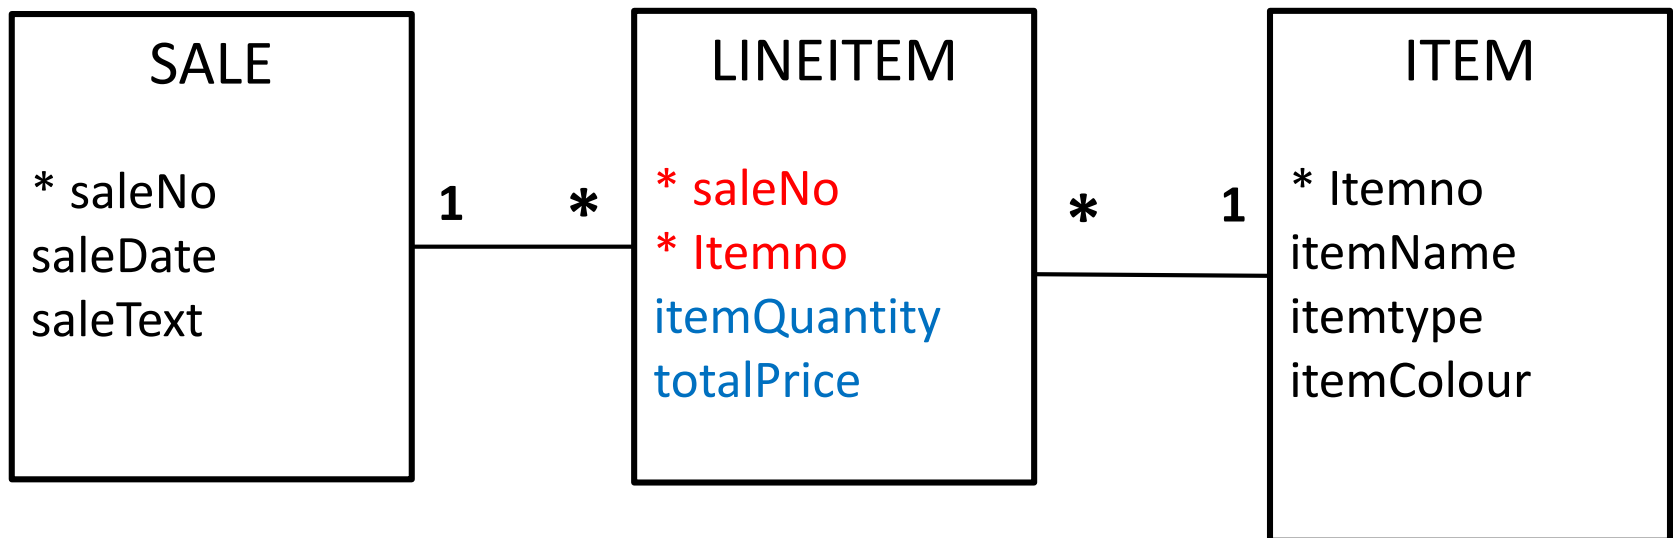 SALE
* saleNo
saleDate
saleText
1
*
LINEITEM
* saleNo
* Itemno
itemQuantity
totalPrice
*
1
ITEM
* Itemno
itemName
itemtype
itemColour